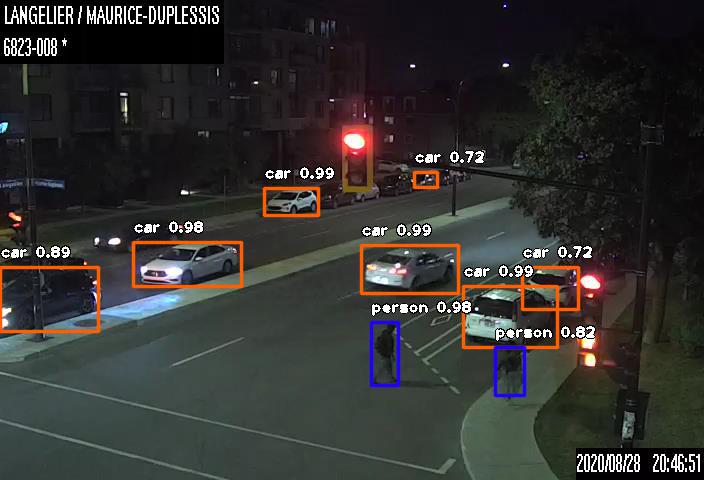 LANGELIER / MAURICE-DUPLESSIS
6823-008 *
car 0.72
car 0.99
car 0.98
car 0.99
car 0.89
car 0.72
car 0.99
person 0.98
person 0.82
2020/08/28 20:46:51